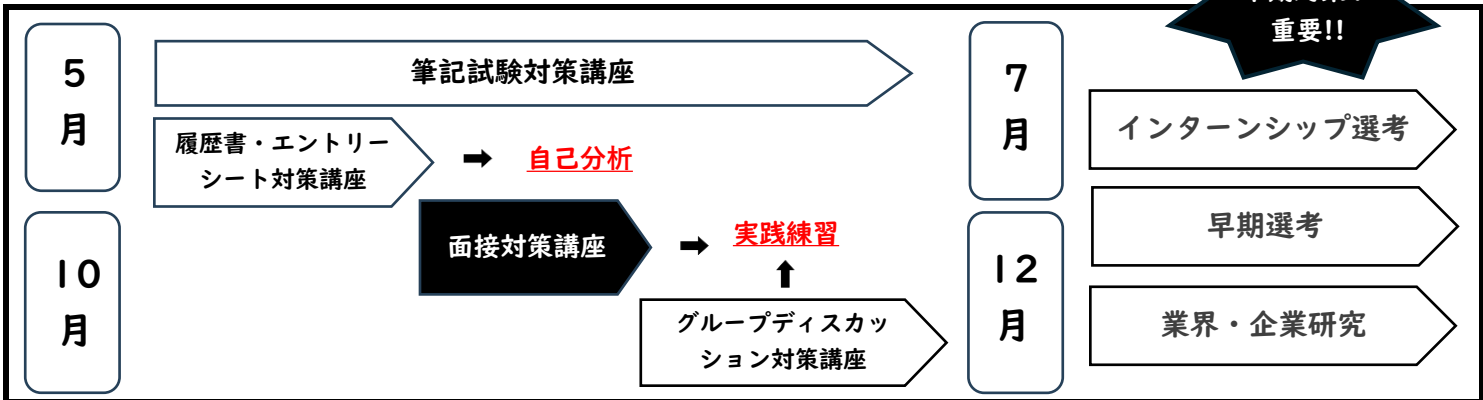 重要!!
5
月
筆記試験対策講座
7
月
インターンシップ選考
履歴書・エントリー
シート対策講座
➡
自己分析
早期選考
面接対策講座
➡
実践練習
10
月
12
月
グループディスカッ
ション対策講座
業界・企業研究